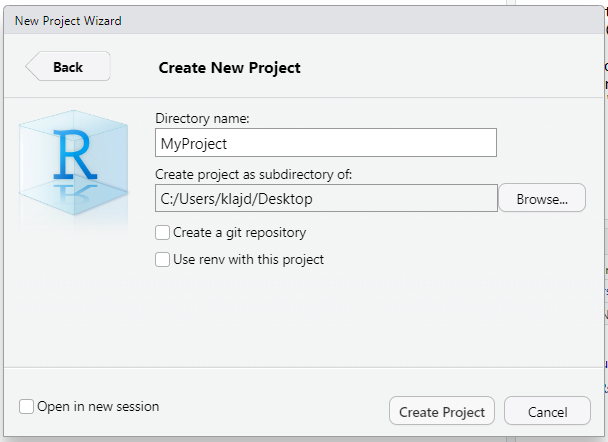 New Project Wizard
Back
Create New Project
R
Directory name:
MyProject
Create project as subdirectory of:
C:/Users/klajd/Desktop
Browse...
Create a git repository
Use renv with this project
Open in new session
Create Project
Cancel